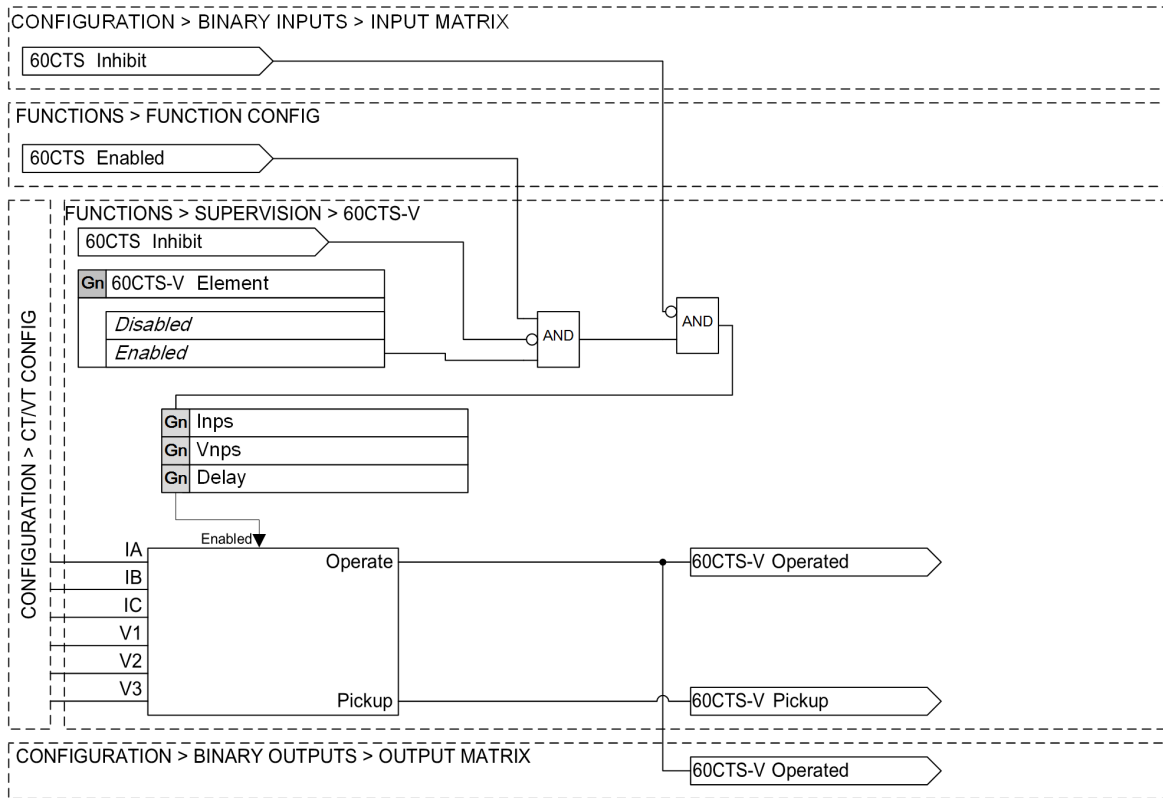 CONFIGURATION > BINARY INPUTS > INPUT MATRIX
60CTS Inhibit
FUNCTIONS > FUNCTION CONFIG
60CTS Enabled
CONFIGURATION > CT/VT CONFIG
FUNCTIONS > SUPERVISION > 60CTS-V
60CTS Inhibit
Gn 60CTS-V Element
Disabled
Enabled
AND
AND
Gn Inps
Gn Vnps
Gn Delay
Enabled
IA
IB
IC
V1
V2
V3
Operate
Pickup
60CTS-V Operated
60CTS-V Pickup
CONFIGURATION > BINARY OUTPUTS > OUTPUT MATRIX
60CTS-V Operated